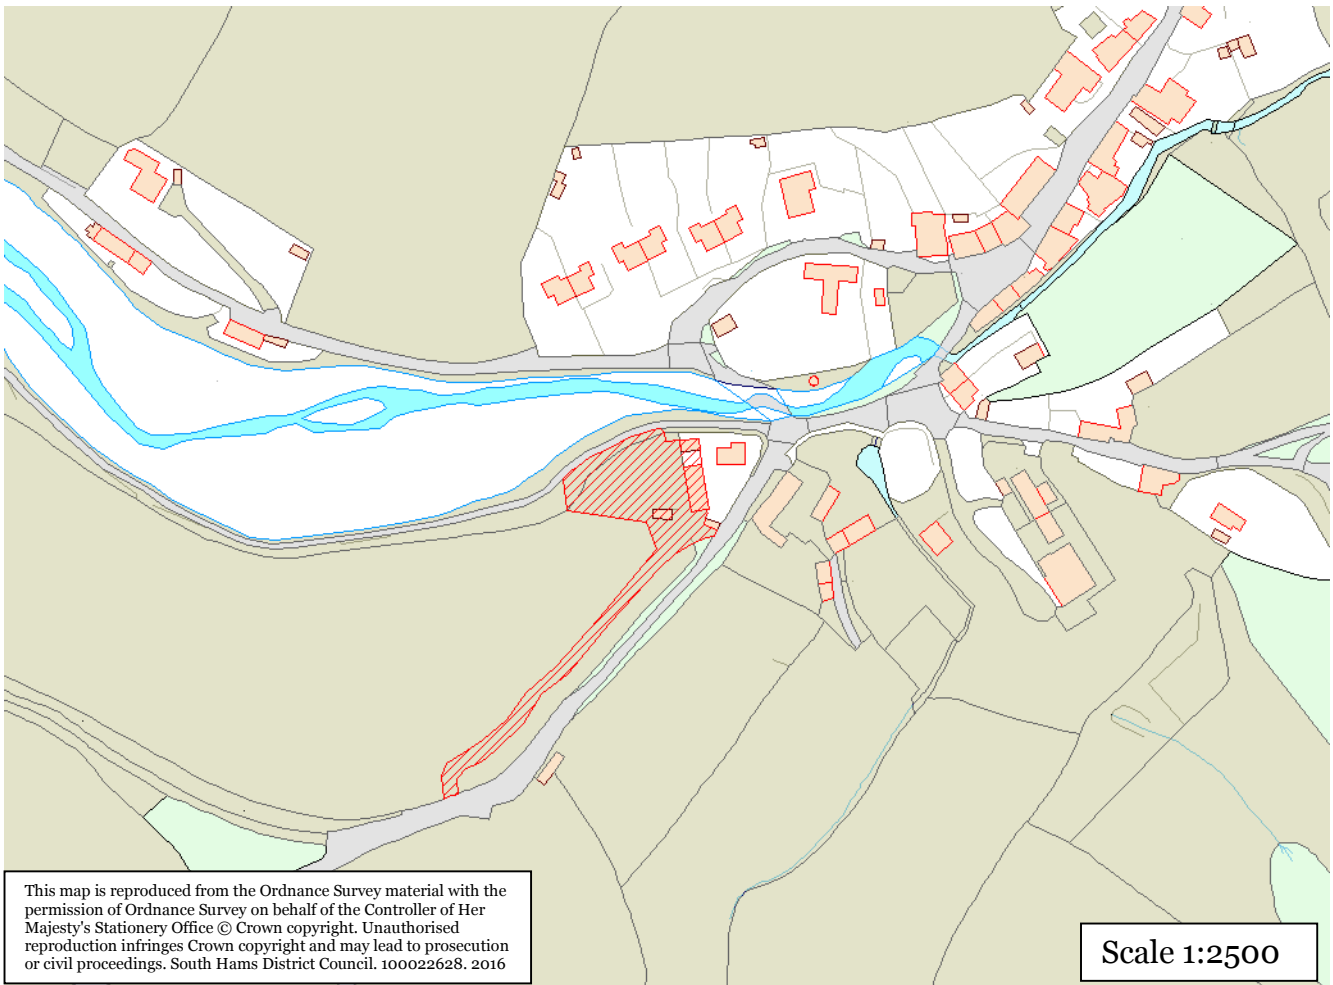 This map is reproduced from the Ordnance Survey material with the
permission of Ordnance Survey on behalf of the Controller of Her
Majesty's Stationery Office © Crown copyright. Unauthorised
reproduction infringes Crown copyright and may lead to prosecution
or civil proceedings. South Hams District Council. 100022628. 2016
Scale 1:2500